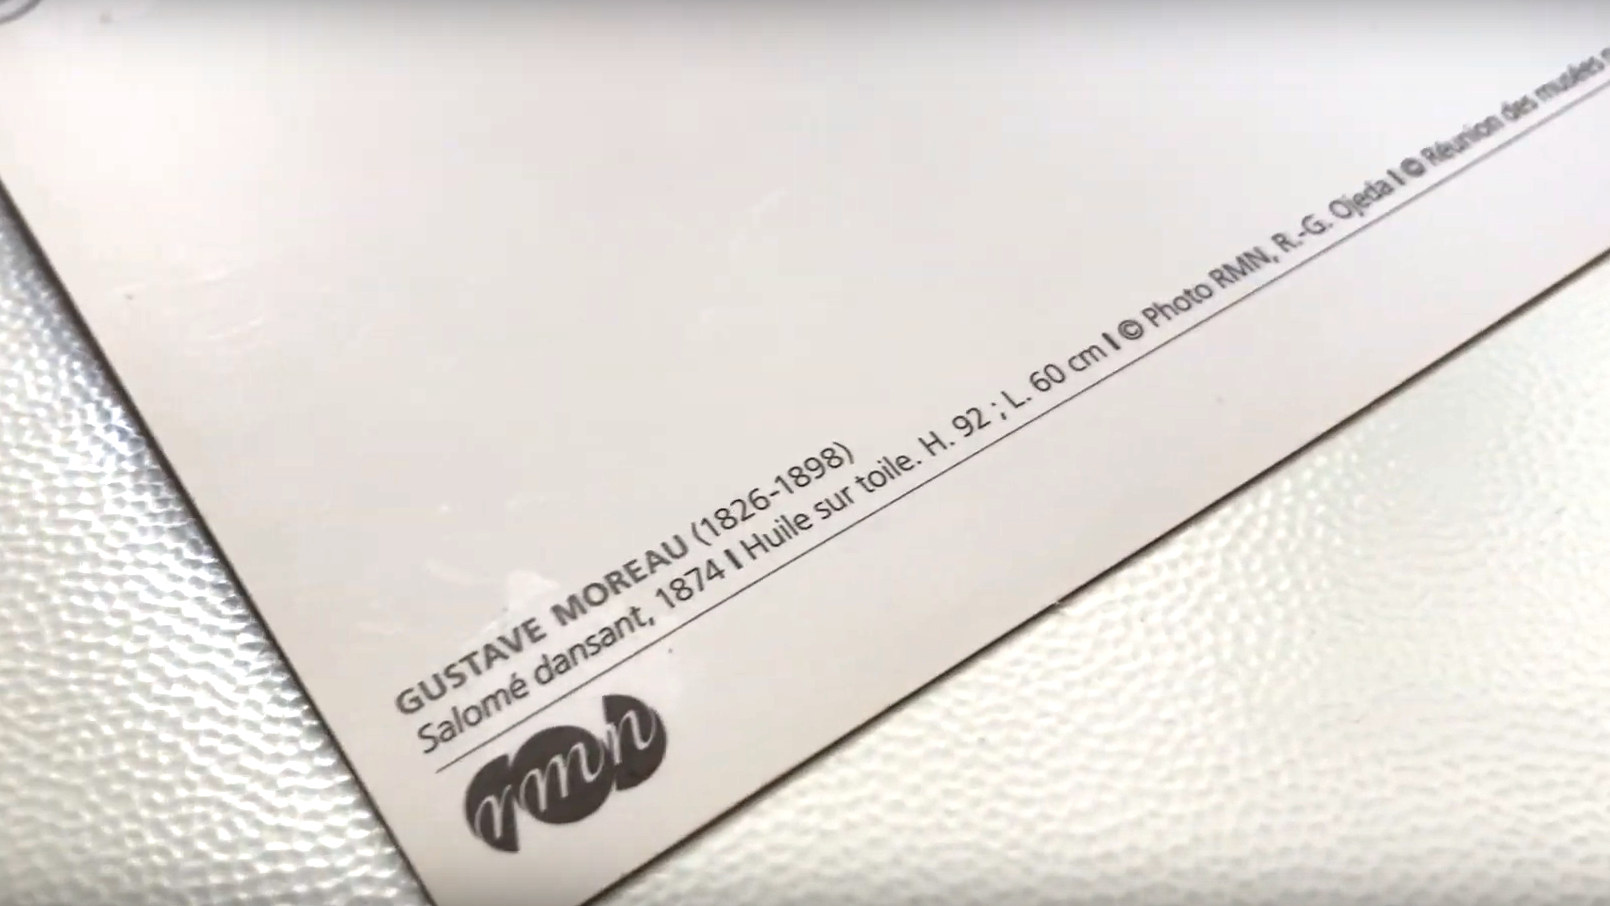 GUSTAVE MOREAU (1826-1898)
Salomé dansant, 1874 I Huile sur toile. H. 92 ; L. 60 cm I © Photo RMN, R.-G. Ojeda I © Réunion des musées
rmn